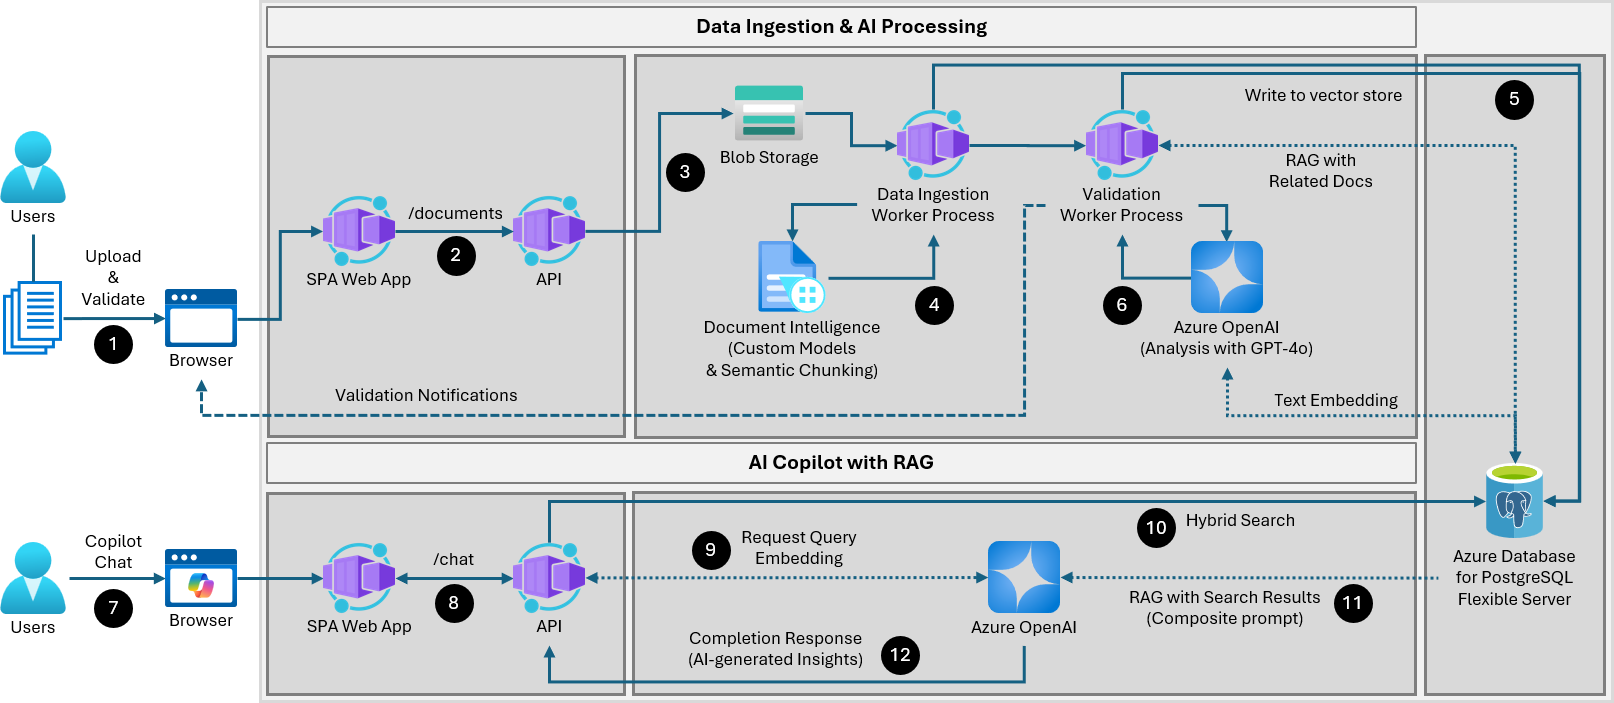 Data Ingestion & AI Processing
Users
Upload
&
Validate
1
Browser
SPA Web App
/documents
2
API
3
Blob Storage
Data Ingestion
Worker Process
Validation
Worker Process
Write to vector store
5
RAG with
Related Docs
Document Intelligence
(Custom Models
& Semantic Chunking)
4
6
Azure OpenAI
(Analysis with GPT-4o)
Validation Notifications
Text Embedding
AI Copilot with RAG
Users
Copilot
Chat
7
Browser
SPA Web App
/chat
8
API
9
Request Query
Embedding
10
Hybrid Search
Azure OpenAI
RAG with Search Results
(Composite prompt)
11
Completion Response
(AI-generated Insights)
12
Azure Database
for PostgreSQL
Flexible Server